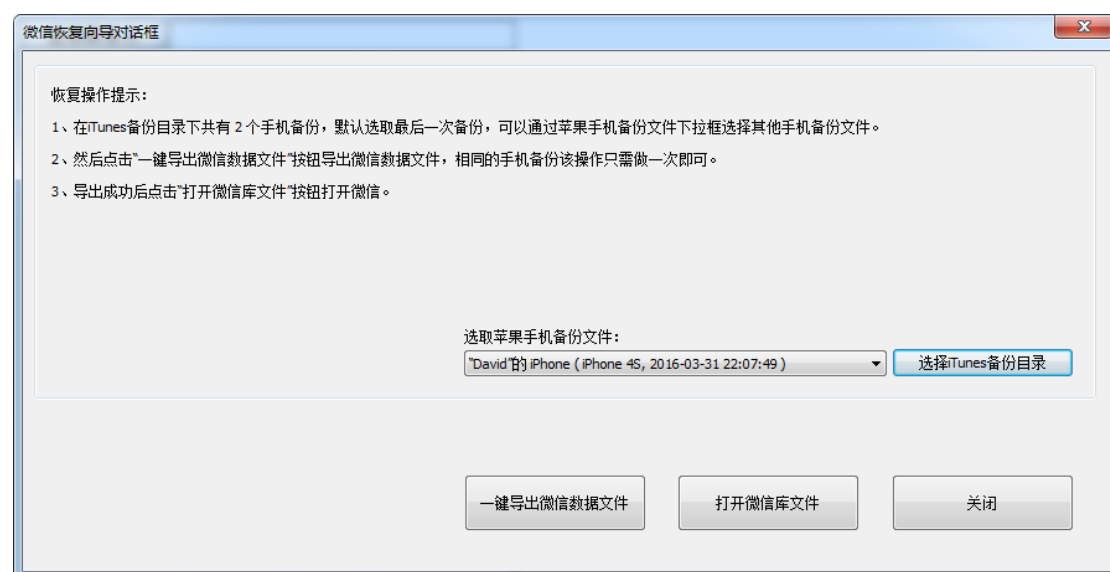 微信恢复向导对话框
恢复操作提示：
1、在iTunes备份目录下共有 2 个手机备份，默认选取最后一次备份，可以通过苹果手机备份文件下拉框选择其他手机备份文件。
2、然后点击“一键导出微信数据文件”按钮导出微信数据文件，相同的手机备份该操作只需做一次即可。
3、导出成功后点击“打开微信库文件”按钮打开微信。
选取苹果手机备份文件：
“David”的 iPhone ( iPhone 4S, 2016-03-31 22:07:49 )
选择iTunes备份目录
一键导出微信数据文件
打开微信库文件
关闭